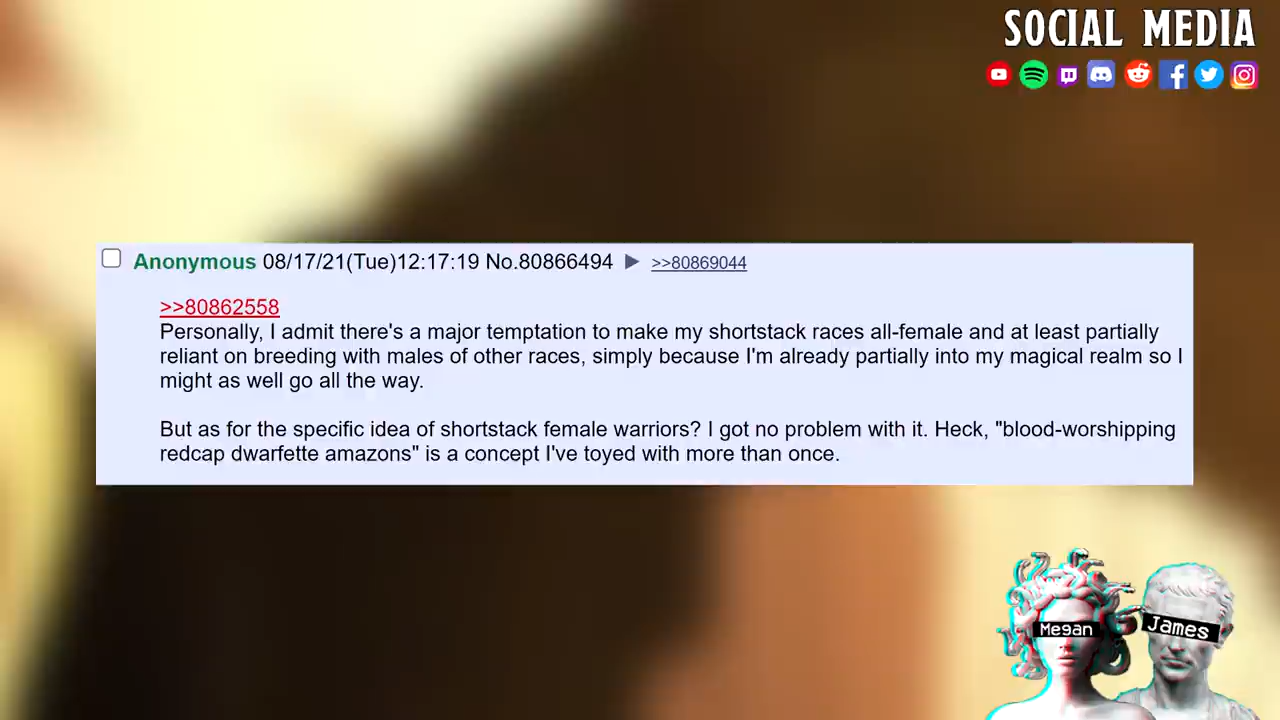 SOCIAL MEDIA
Anonymous 08/17/21(Tue)12:17:19 No.80866494 ▶ >>80869044
>>80862558
Personally, I admit there's a major temptation to make my shortstack races all-female and at least partially
reliant on breeding with males of other races, simply because I'm already partially into my magical realm so I
might as well go all the way.
But as for the specific idea of shortstack female warriors? I got no problem with it. Heck, "blood-worshipping
redcap dwarfette amazons" is a concept I've toyed with more than once.
Megan
James